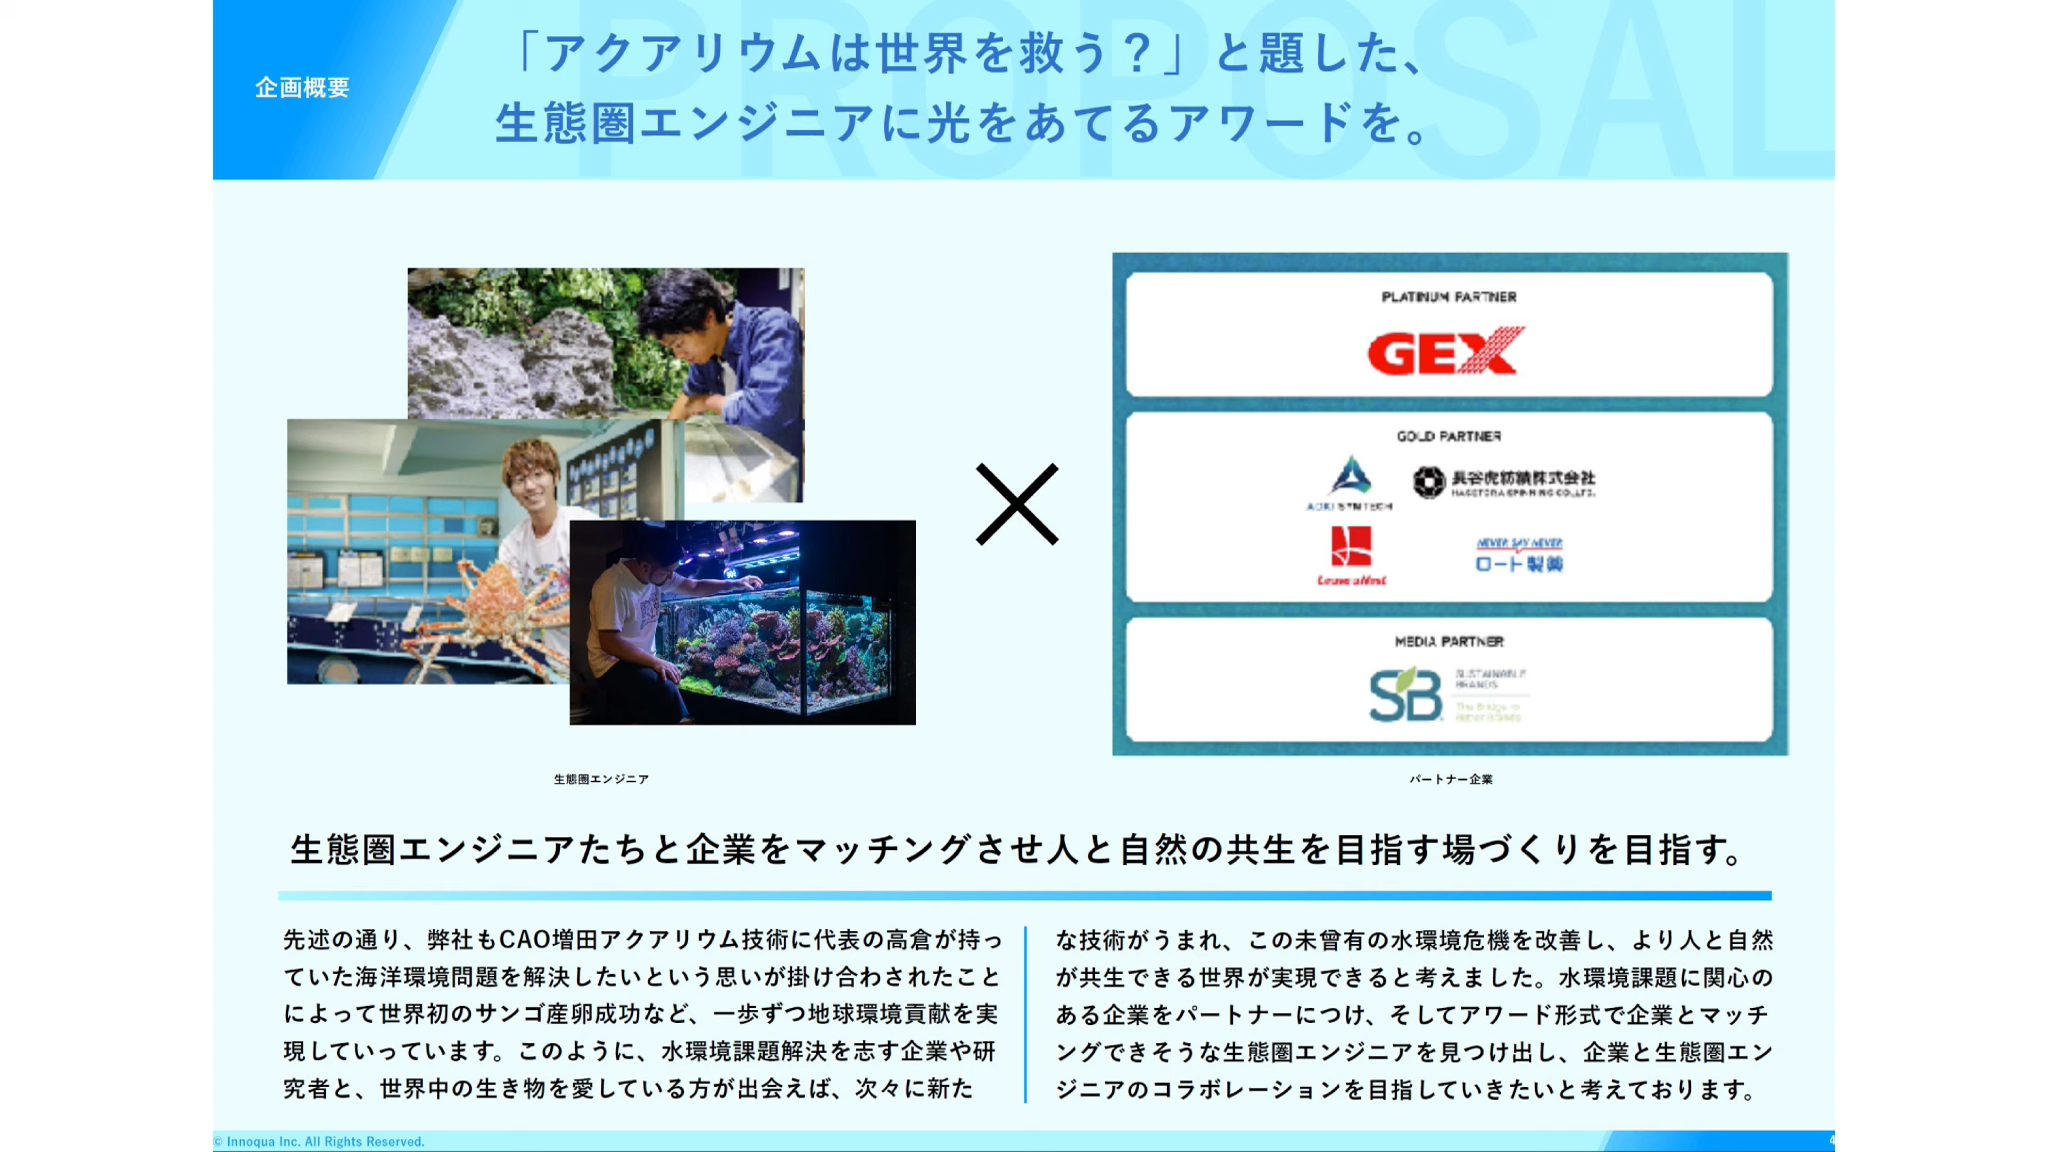 企画概要
PROPOSAL
「アクアリウムは世界を救う？」と題した、
生態圏エンジニアに光をあてるアワードを。
PLATINUM PARTNER
GEX
GOLD PARTNER
AOKI SYMTECH
長谷虎紡績株式会社
HASETORA SPINNING CO.,LTD.
Leave a Nest
NEVER SAY NEVER
ロート製薬
MEDIA PARTNER
SB
SUSTAINABLE
BRANDS
The Bridge to
Better Brands
生態圏エンジニア
パートナー企業
生態圏エンジニアたちと企業をマッチングさせ人と自然の共生を目指す場づくりを目指す。
先述の通り、弊社もCAO増田アクアリウム技術に代表の高倉が持っ
ていた海洋環境問題を解決したいという思いが掛け合わされたこと
によって世界初のサンゴ産卵成功など、一歩ずつ地球環境貢献を実
現していっています。このように、水環境課題解決を志す企業や研
究者と、世界中の生き物を愛している方が出会えば、次々に新た
な技術がうまれ、この未曾有の水環境危機を改善し、より人と自然
が共生できる世界が実現できると考えました。水環境課題に関心の
ある企業をパートナーにつけ、そしてアワード形式で企業とマッチ
ングできそうな生態圏エンジニアを見つけ出し、企業と生態圏エン
ジニアのコラボレーションを目指していきたいと考えております。
© Innoqua Inc. All Rights Reserved.
4